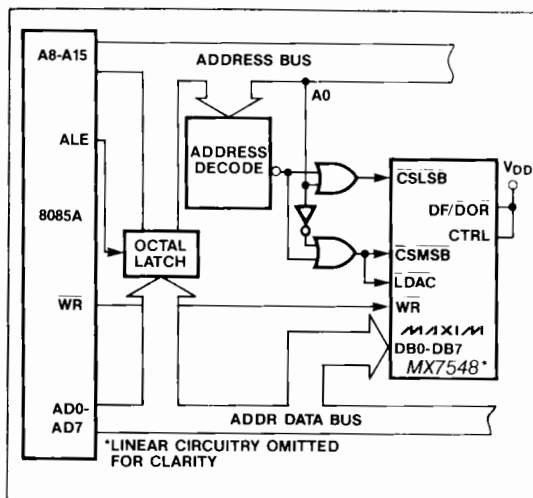 A8-A15
ADDRESS BUS
A0
ALE
ADDRESS
DECODE
CSLSB
VDD
DF/DOR
CTRL
8085A
OCTAL
LATCH
CSMSB
LDAC
WR
WR
MAXIM
DB0-DB7
MX7548*
AD0-
AD7
ADDR DATA BUS
*LINEAR CIRCUITRY OMITTED
FOR CLARITY